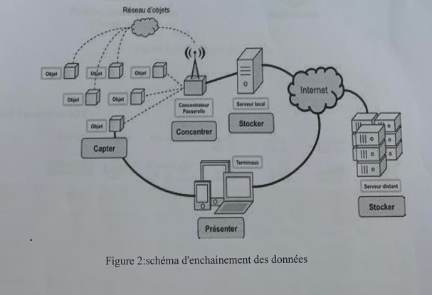 Réseau d'objets
Objet
Objet
Objet
Objet
Objet
Objet
Capter
Concentrateur
Passerelle
Concentrer
Serveur local
Stocker
Internet
Serveur distant
Stocker
Terminaux
Présenter
Figure 2:schéma d'enchainement des données